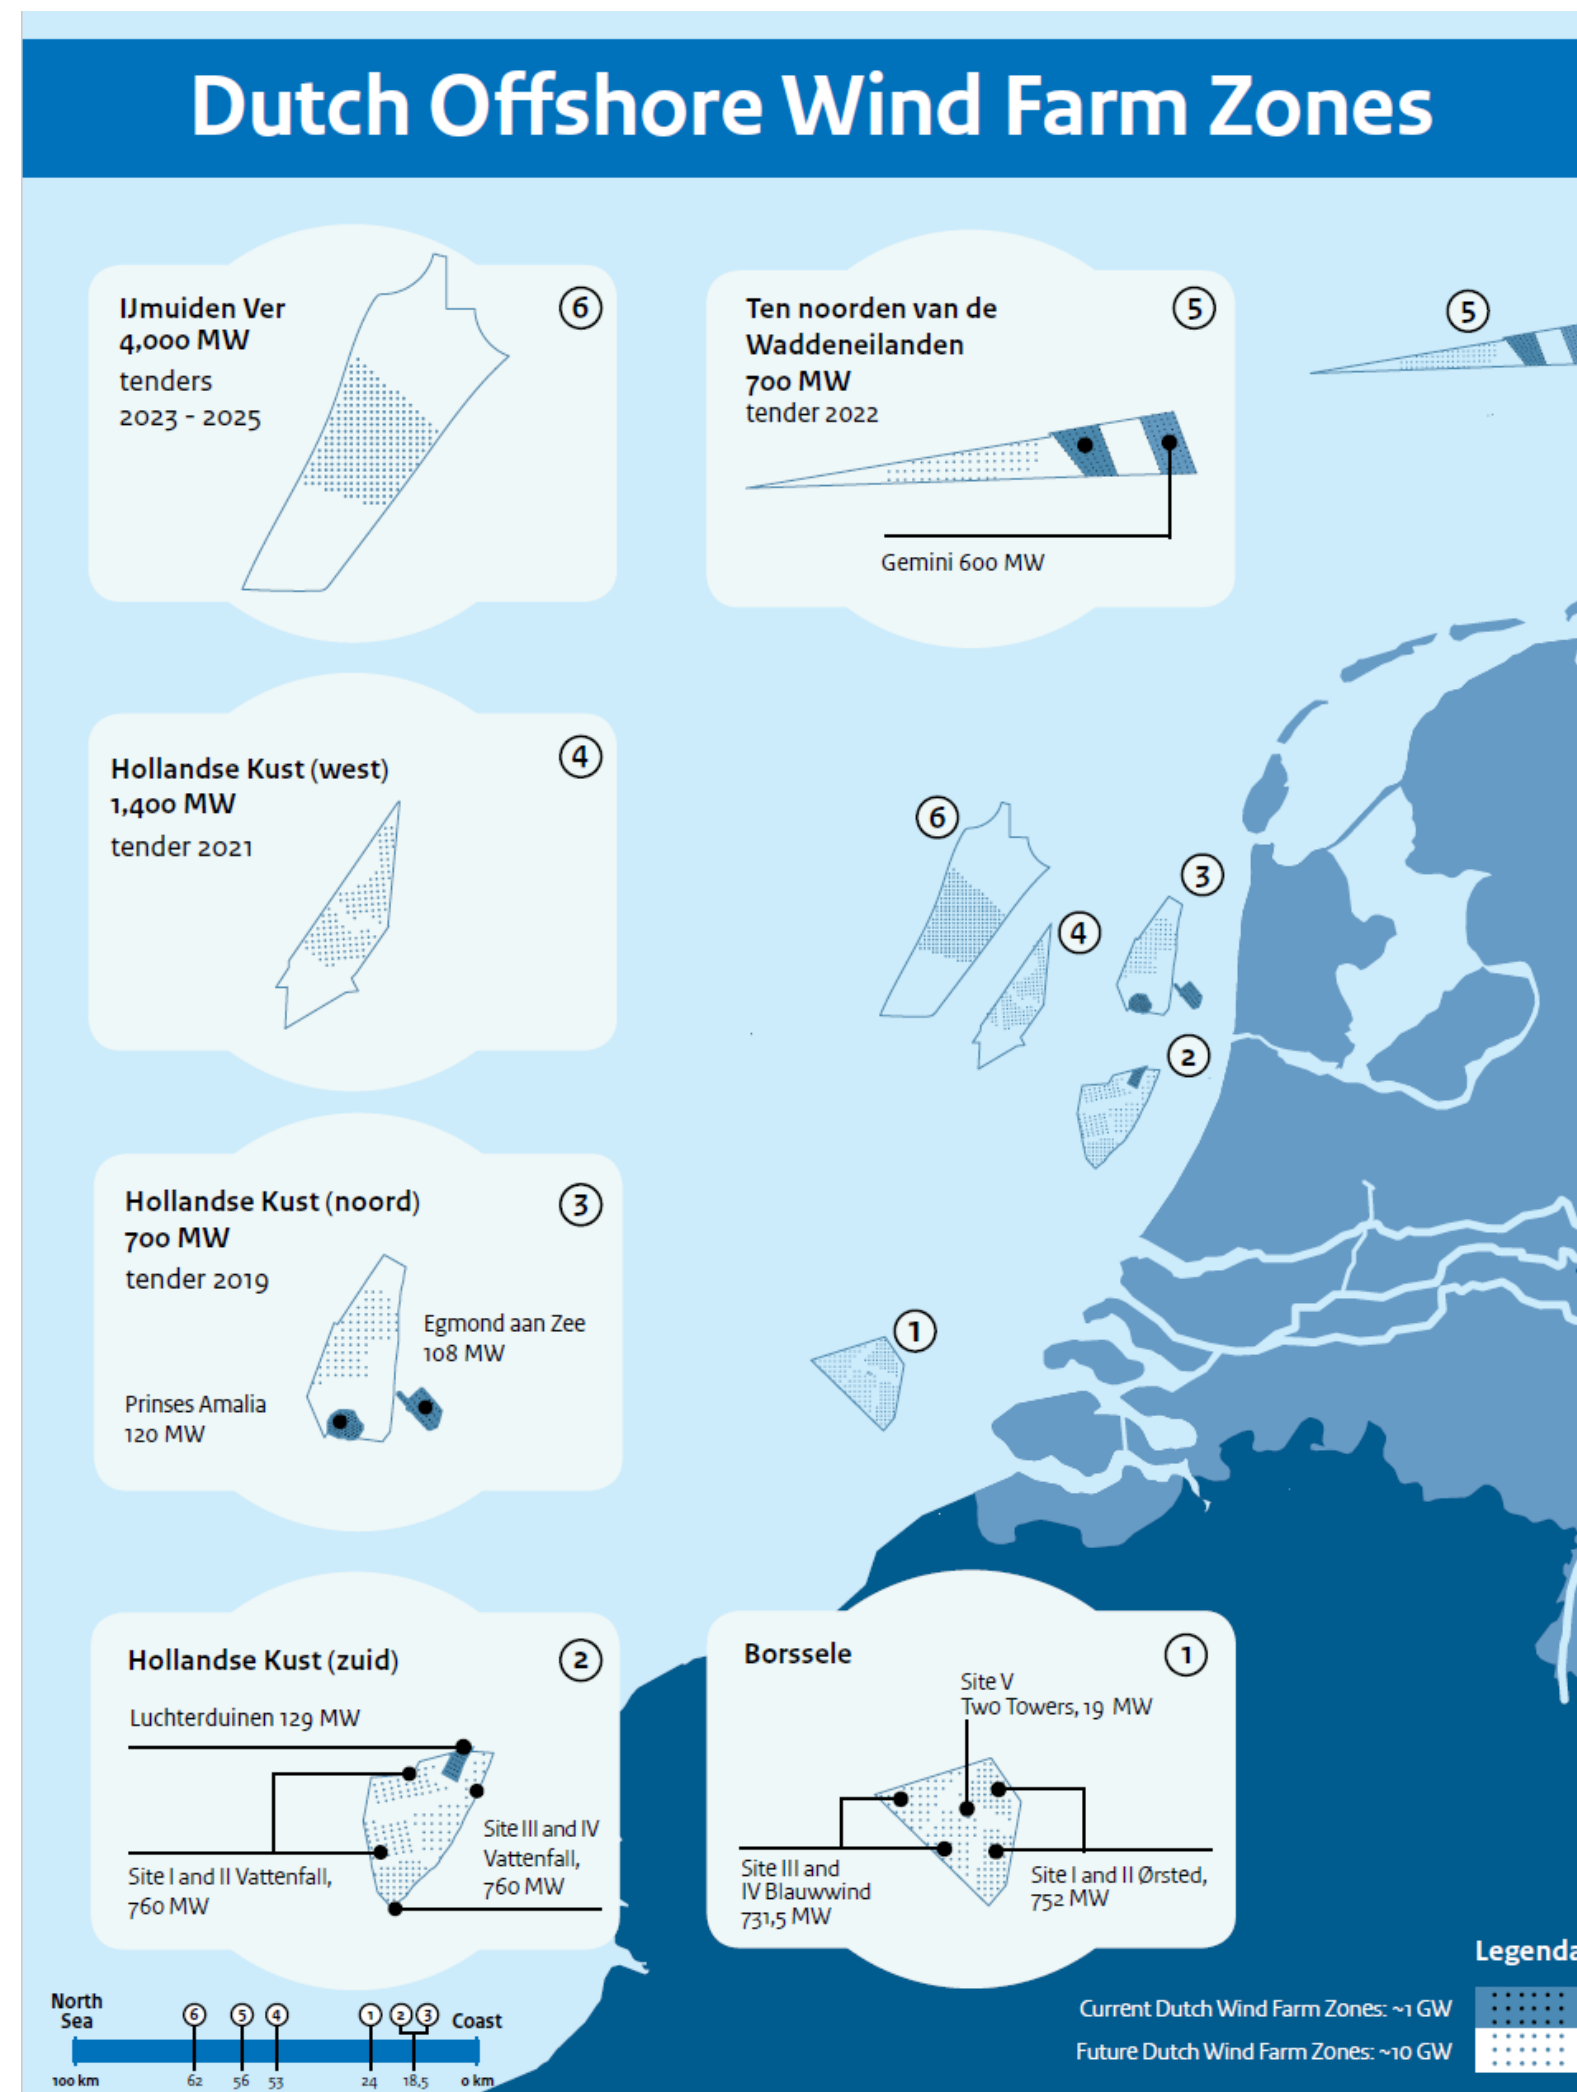 Dutch Offshore Wind Farm Zones
IJmuiden Ver
4,000 MW
tenders
2023 - 2025
6
Ten noorden van de
Waddeneilanden
700 MW
tender 2022
5
Gemini 600 MW
5
Hollandse Kust (west)
1,400 MW
tender 2021
4
6
3
4
2
1
Hollandse Kust (noord)
700 MW
tender 2019
3
Egmond aan Zee
108 MW
Prinses Amalia
120 MW
Hollandse Kust (zuid)
2
Luchterduinen 129 MW
Site III and IV
Vattenfall,
760 MW
Site I and II Vattenfall,
760 MW
Borssele
1
Site V
Two Towers, 19 MW
Site III and
IV Blauwwind
731,5 MW
Site I and II Ørsted,
752 MW
North
Sea
6 5 4 1 2 3
Coast
100 km 62 56 53 24 18,5 0 km
Legenda
Current Dutch Wind Farm Zones: ~1 GW
Future Dutch Wind Farm Zones: ~10 GW